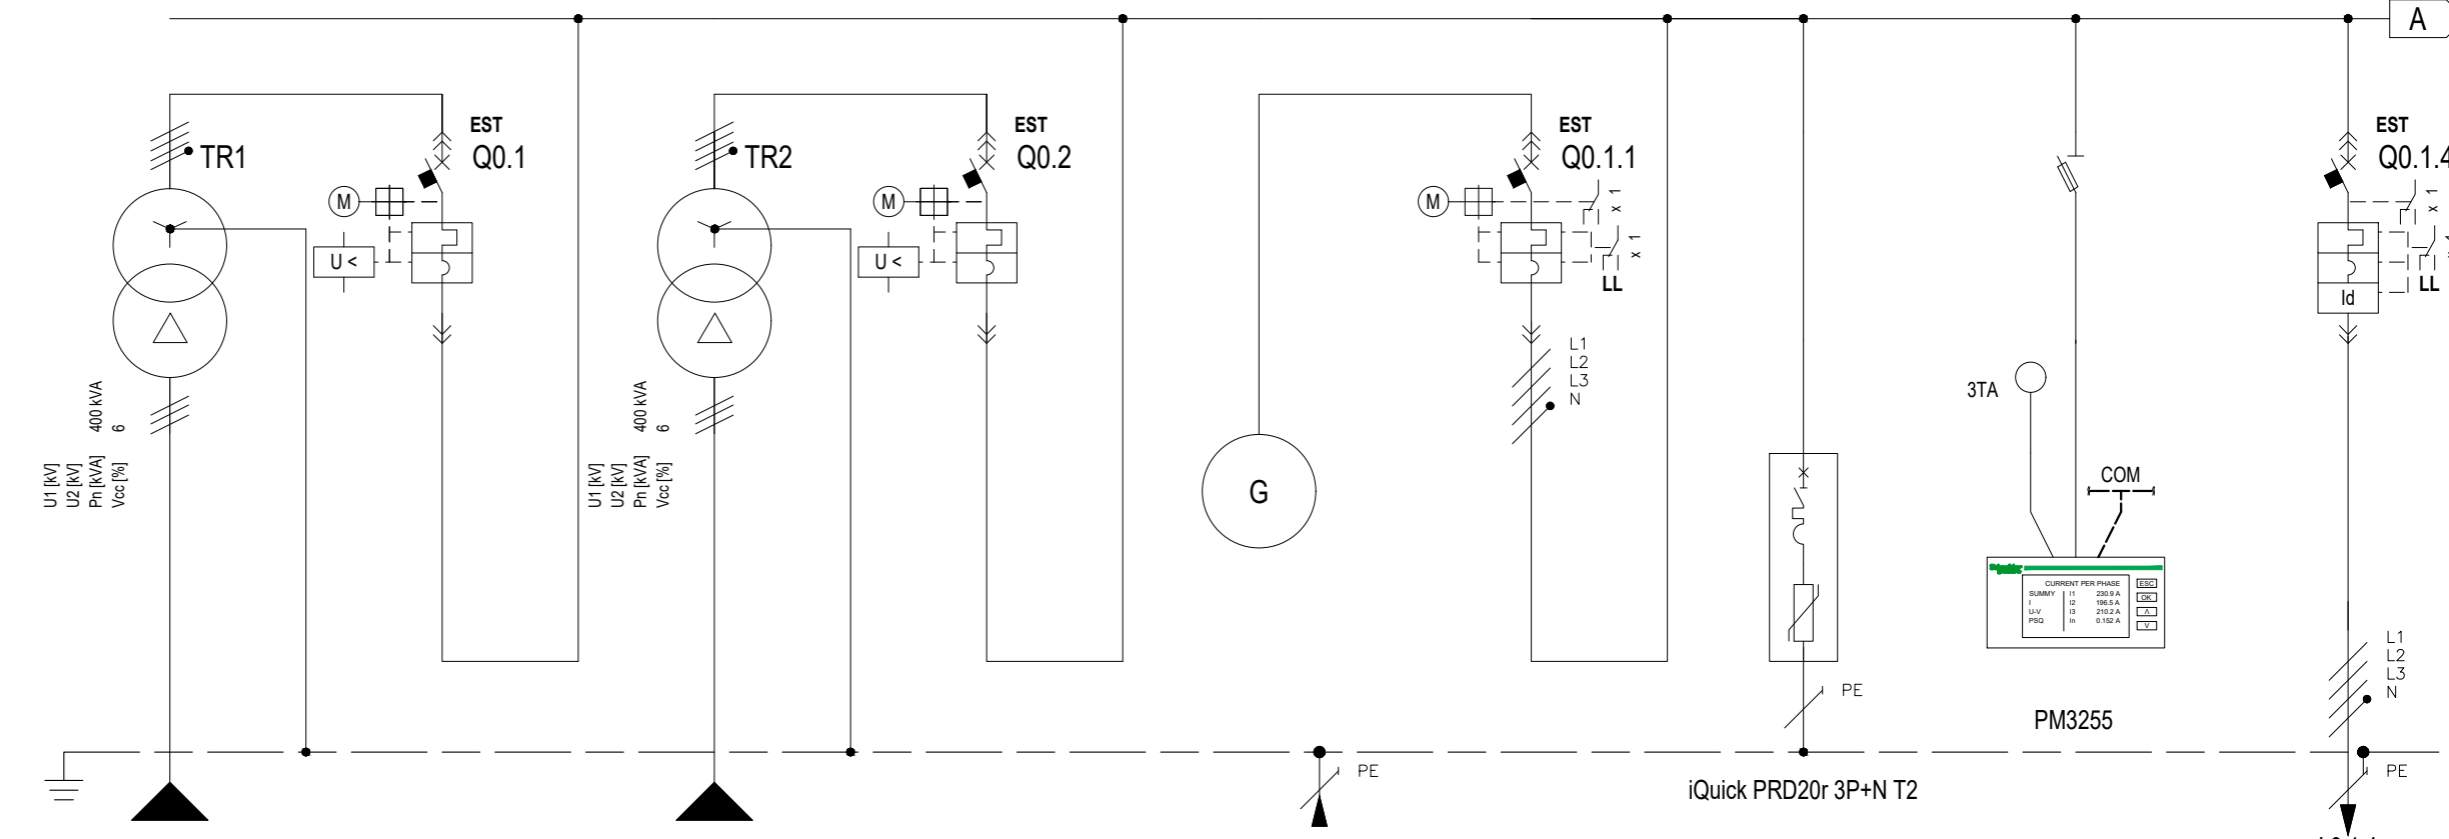 A
EST
Q0.1
TR1
M
U <
EST
Q0.2
TR2
M
U <
EST
Q0.1.1
M
x 1
x 1
LL
L1
L2
L3
N
EST
Q0.1.4
x 1
LL
Id
U1 [kV]
U2 [kV]
Pn [kVA] 400 kVA
Vcc [%] 6
U1 [kV]
U2 [kV]
Pn [kVA] 400 kVA
Vcc [%] 6
G
3TA
COM
CURRENT PER PHASE
SUMMY I1 230.9 A
I I2 196.5 A
U-V I3 210.2 A
PSQ In 0.152 A
ESC
OK
Λ
V
PM3255
L1
L2
L3
N
PE
PE
PE
iQuick PRD20r 3P+N T2